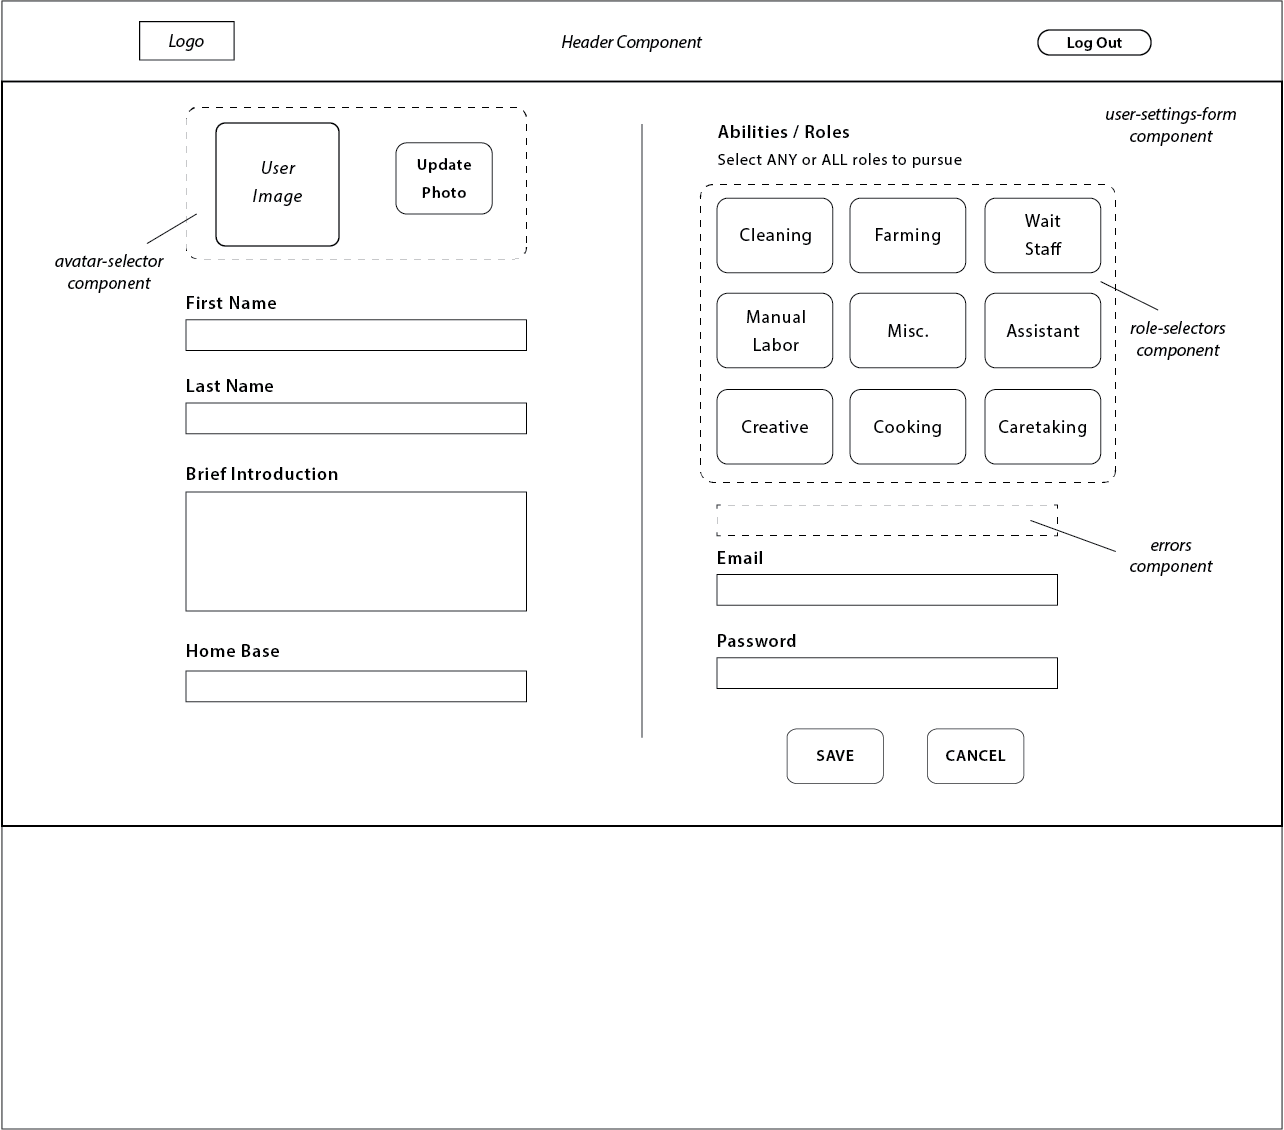 Logo
Header Component
Log Out
user-settings-form
component
User
Image
Update
Photo
avatar-selector
component
First Name
Last Name
Brief Introduction
Home Base
Abilities / Roles
Select ANY or ALL roles to pursue
Cleaning
Farming
Wait
Staff
Manual
Labor
Misc.
Assistant
Creative
Cooking
Caretaking
role-selectors
component
errors
component
Email
Password
SAVE
CANCEL